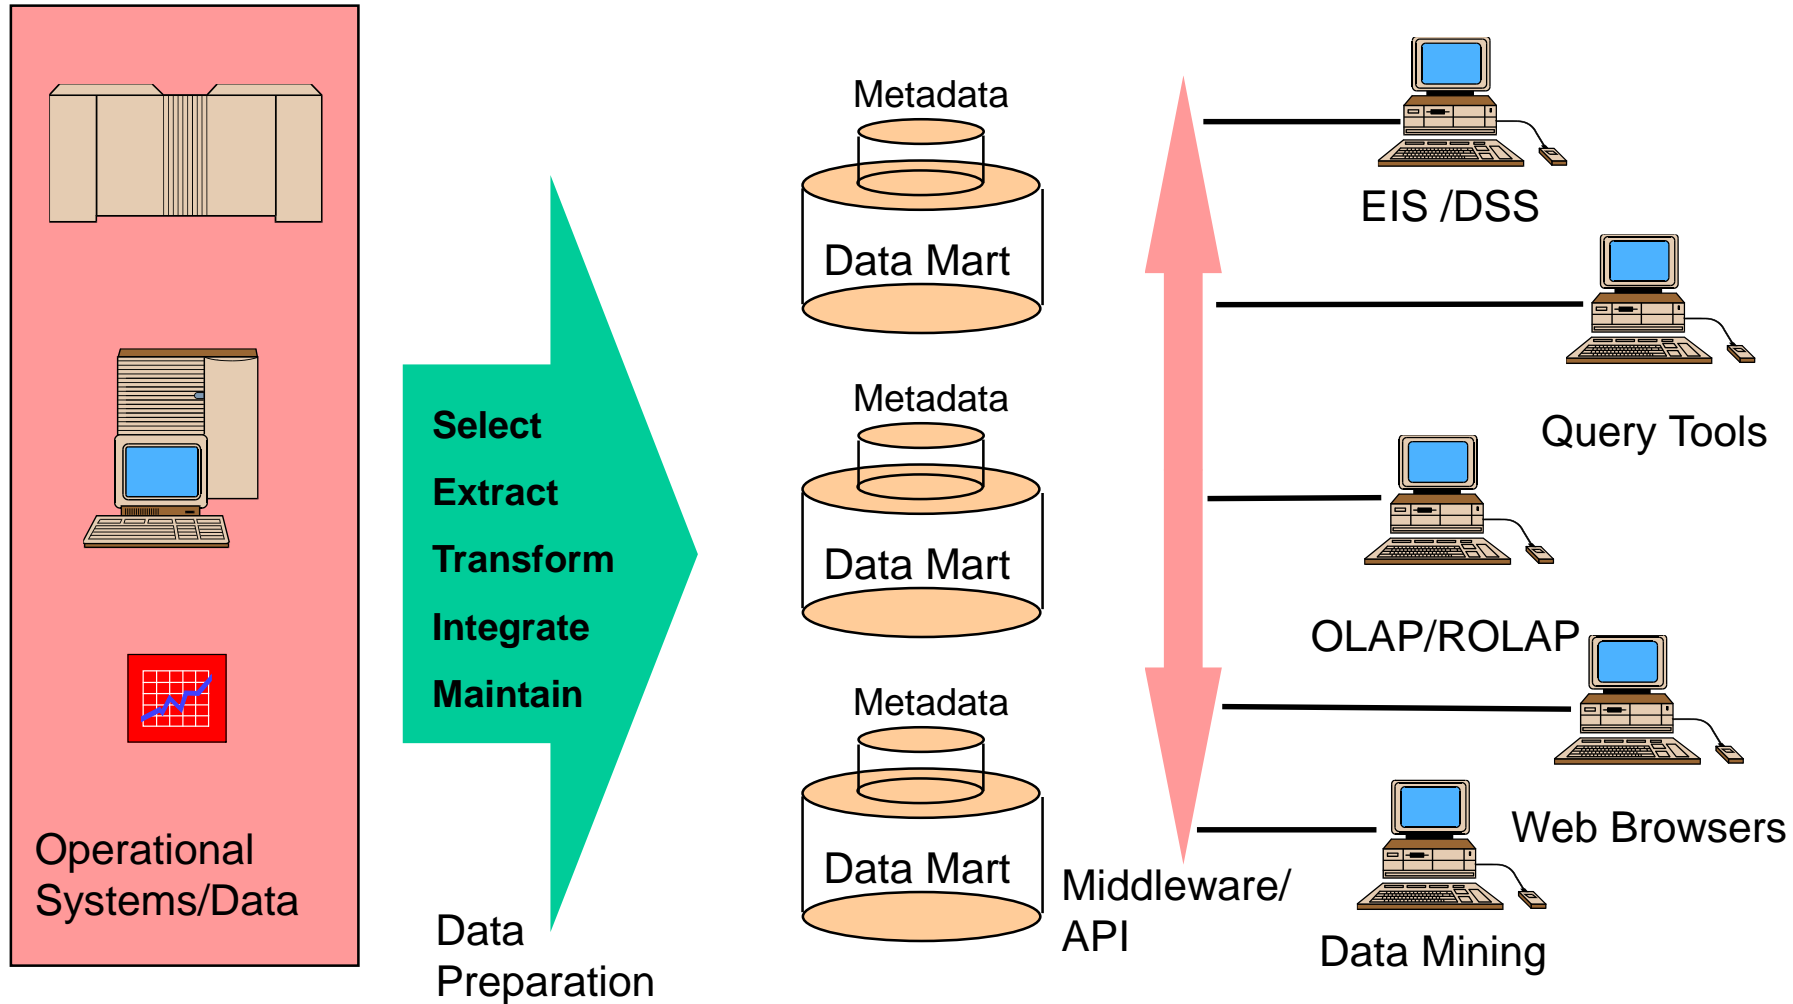 Operational
Systems/Data
Select
Extract
Transform
Integrate
Maintain
Data
Preparation
Metadata
Data Mart
Metadata
Data Mart
Metadata
Data Mart
Middleware/
API
EIS /DSS
Query Tools
OLAP/ROLAP
Web Browsers
Data Mining